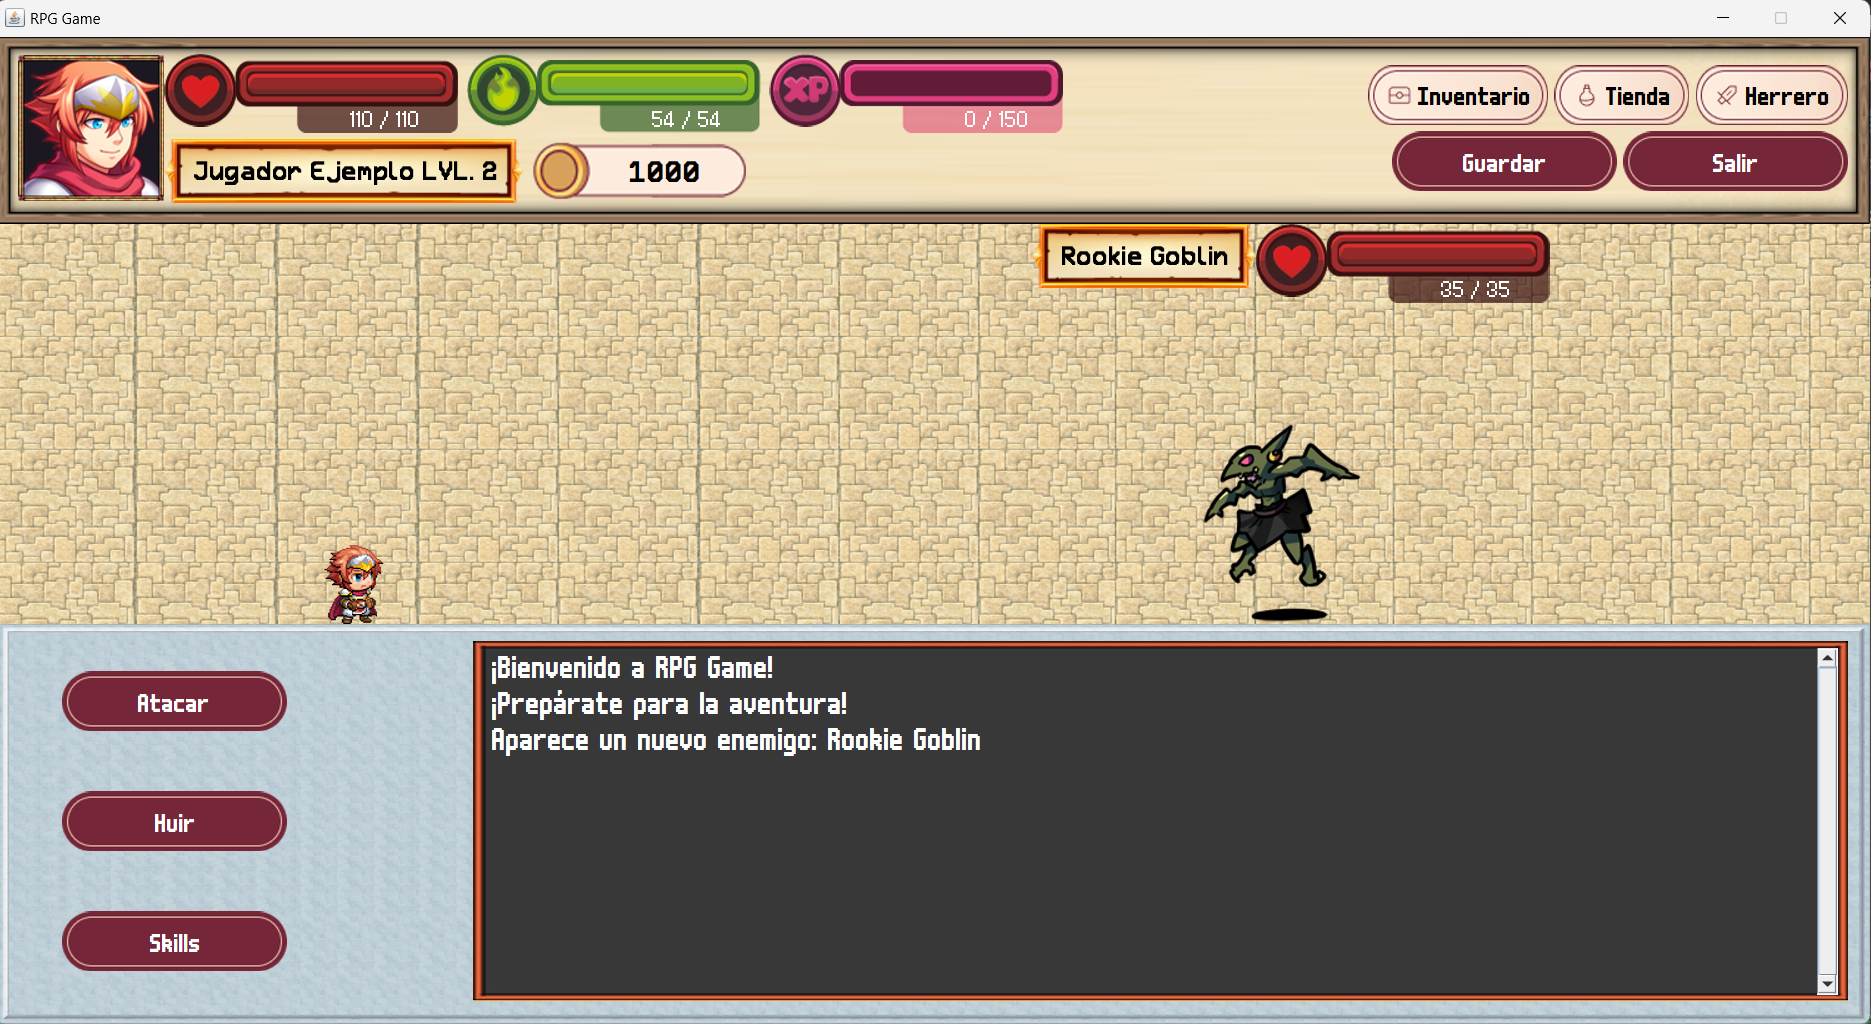 RPG Game
110 / 110
54 / 54
XP
0 / 150
Inventario
Tienda
Herrero
Jugador Ejemplo LVL. 2
1000
Guardar
Salir
Rookie Goblin
35 / 35
Atacar
Huir
Skills
¡Bienvenido a RPG Game!
¡Prepárate para la aventura!
Aparece un nuevo enemigo: Rookie Goblin